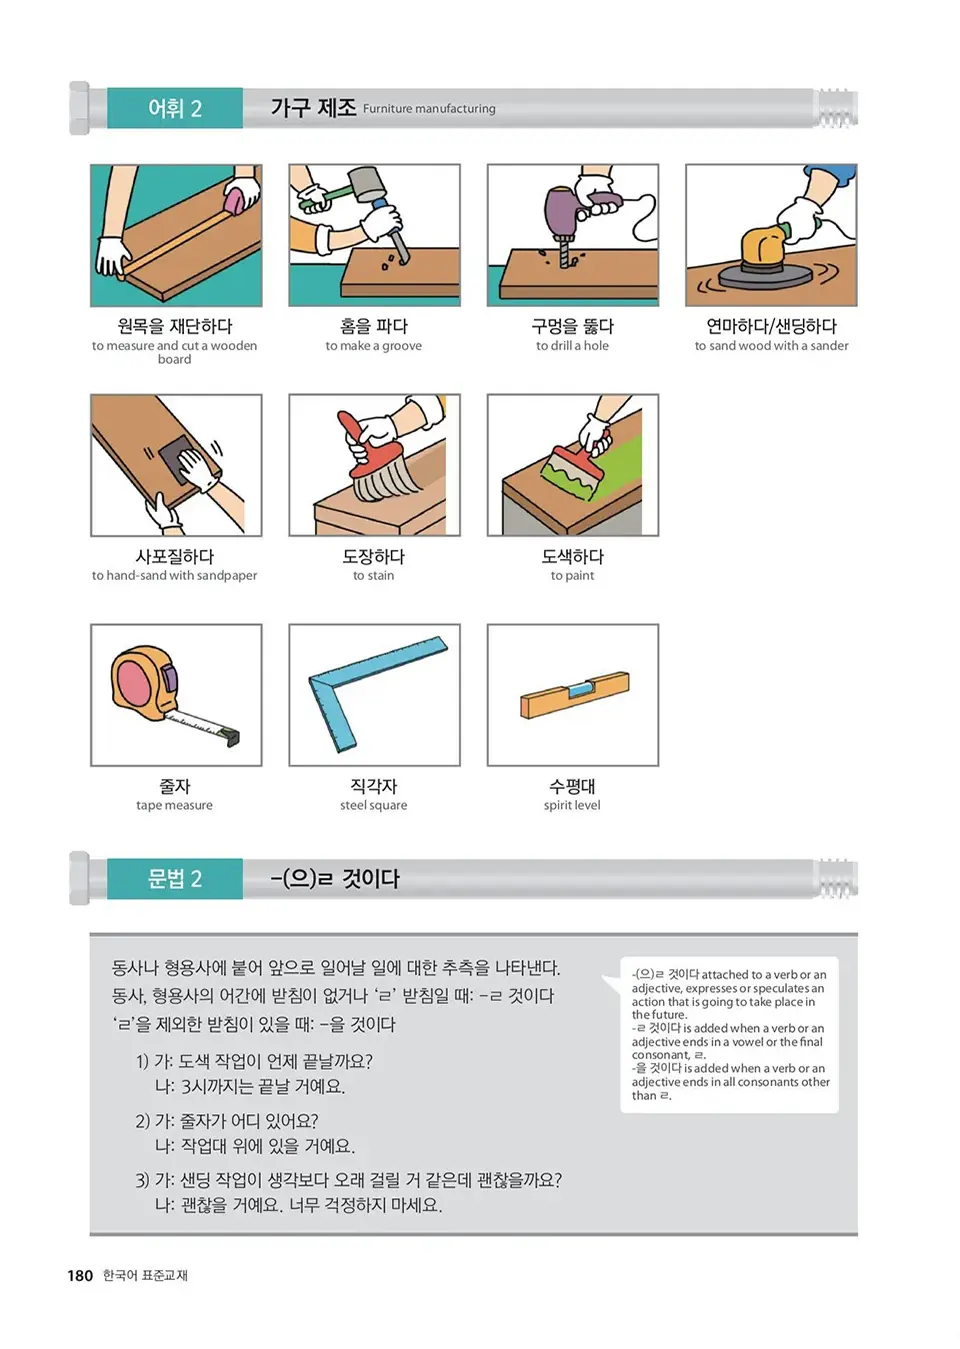 어휘 2
가구 제조 Furniture manufacturing
원목을 재단하다
to measure and cut a wooden
board
홈을 파다
to make a groove
구멍을 뚫다
to drill a hole
연마하다/샌딩하다
to sand wood with a sander
사포질하다
to hand-sand with sandpaper
도장하다
to stain
도색하다
to paint
줄자
tape measure
직각자
steel square
수평대
spirit level
문법 2
-(으)ㄹ 것이다
동사나 형용사에 붙어 앞으로 일어날 일에 대한 추측을 나타낸다.
동사, 형용사의 어간에 받침이 없거나 ‘ㄹ’ 받침일 때: -ㄹ 것이다
‘ㄹ’을 제외한 받침이 있을 때: -을 것이다
1) 가: 도색 작업이 언제 끝날까요?
나: 3시까지는 끝날 거예요.
2) 가: 줄자가 어디 있어요?
나: 작업대 위에 있을 거예요.
3) 가: 샌딩 작업이 생각보다 오래 걸릴 거 같은데 괜찮을까요?
나: 괜찮을 거예요. 너무 걱정하지 마세요.
-(으)ㄹ 것이다 attached to a verb or an
adjective, expresses or speculates an
action that is going to take place in
the future.
-ㄹ 것이다 is added when a verb or an
adjective ends in a vowel or the final
consonant, ㄹ.
-을 것이다 is added when a verb or an
adjective ends in all consonants other
than ㄹ.
180 한국어 표준교재